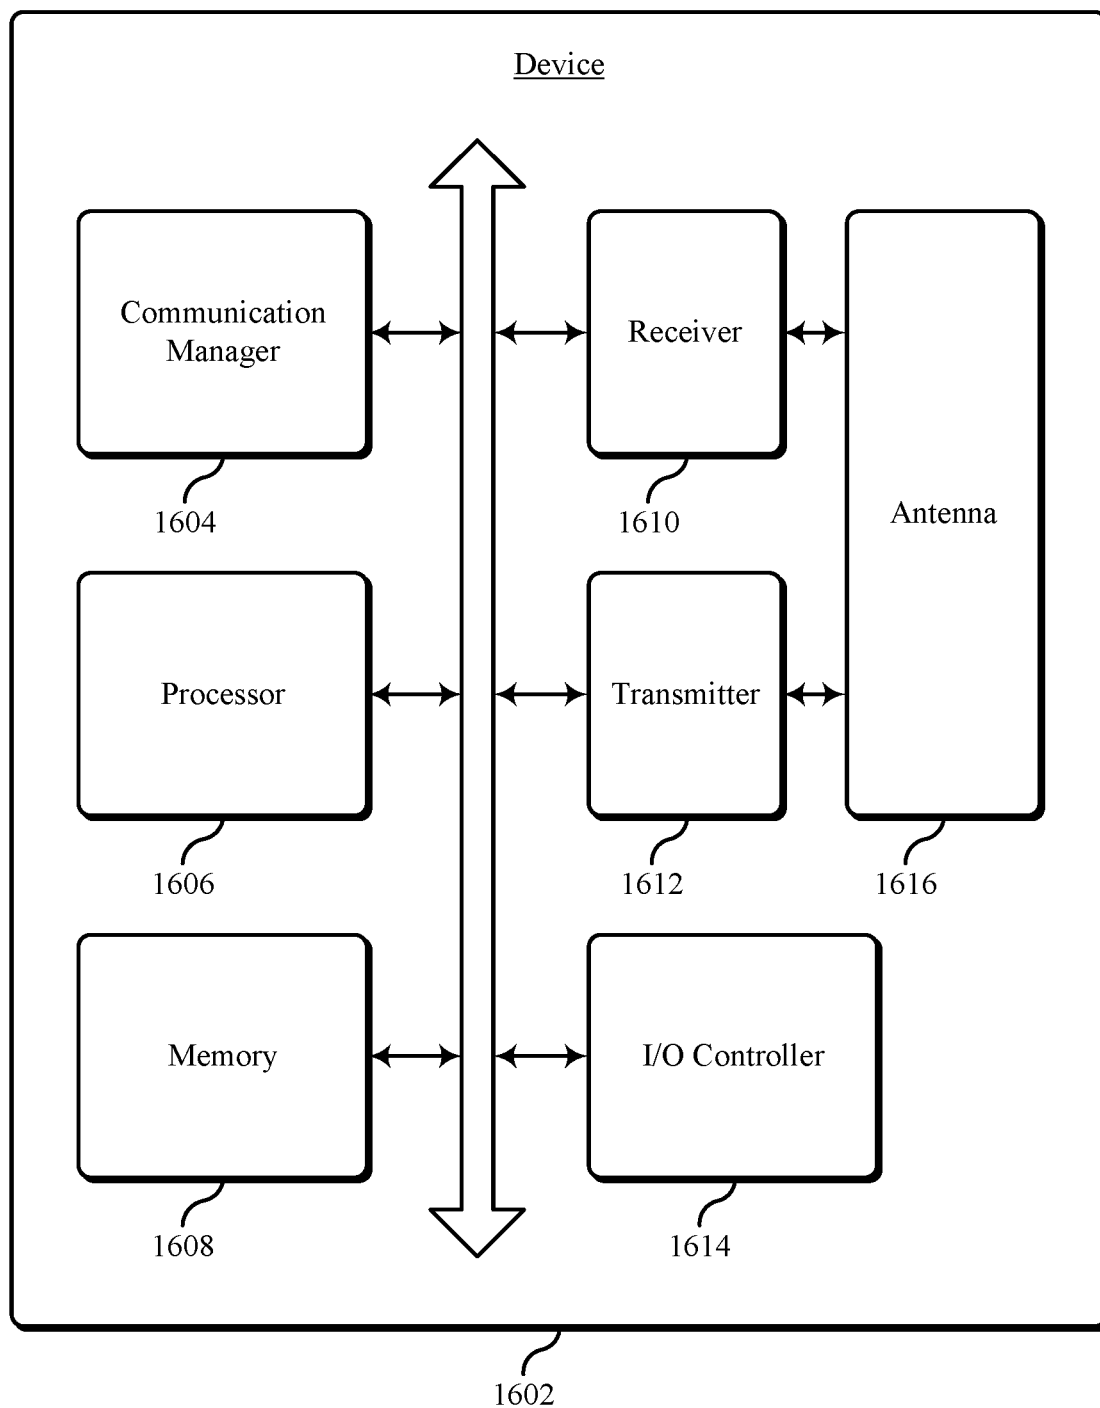 Device
Communication
Manager
1604
Receiver
1610
Antenna
1616
Processor
1606
Transmitter
1612
Memory
1608
I/O Controller
1614
1602